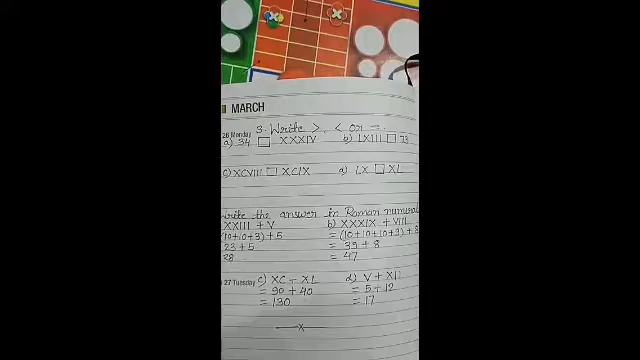 MARCH
26 Monday
3. Write >, < or =.
a) 34 XXXIV b) LXIII 73
c) XCVIII XCIX d) LX XL
Write the answer in Roman numural
XXIII + V b) XXXIX + VIII
(10+10+3)+5 = (10+10+10+3)+8
23+5 = 39+8
28 = 47
27 Tuesday c) XC - XL d) V + XII
= 90 + 40 = 5 + 12
= 130 = 17
x